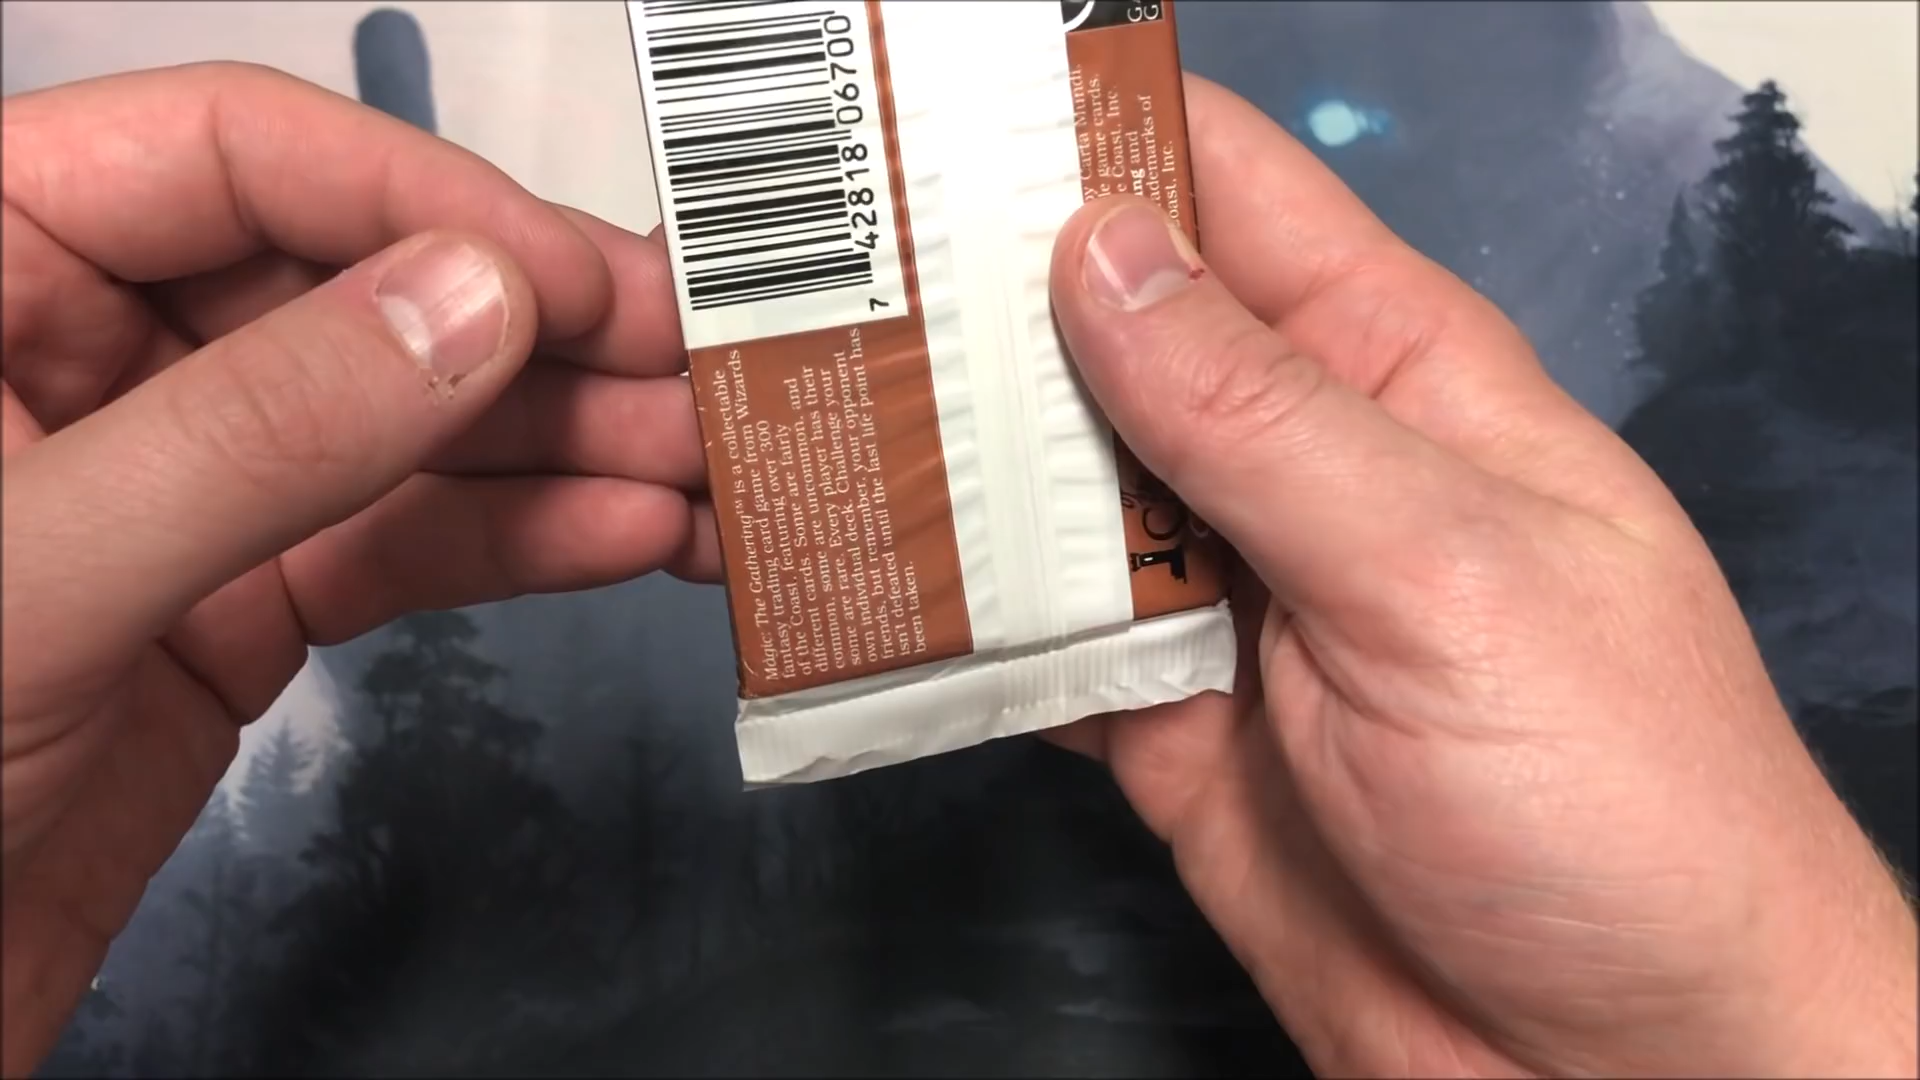 7 42818 06700
Magic: The Gathering™ is a collectable
fantasy trading card game from Wizards
of the Coast, featuring over 300
different cards. Some are fairly
common, some are uncommon, and
some are rare. Every player has their
own individual deck. Challenge your
friends, but remember, your opponent
isn't defeated until the last life point has
been taken.
by Carta Mundi.
game cards.
Coast, Inc.
and
Inc.